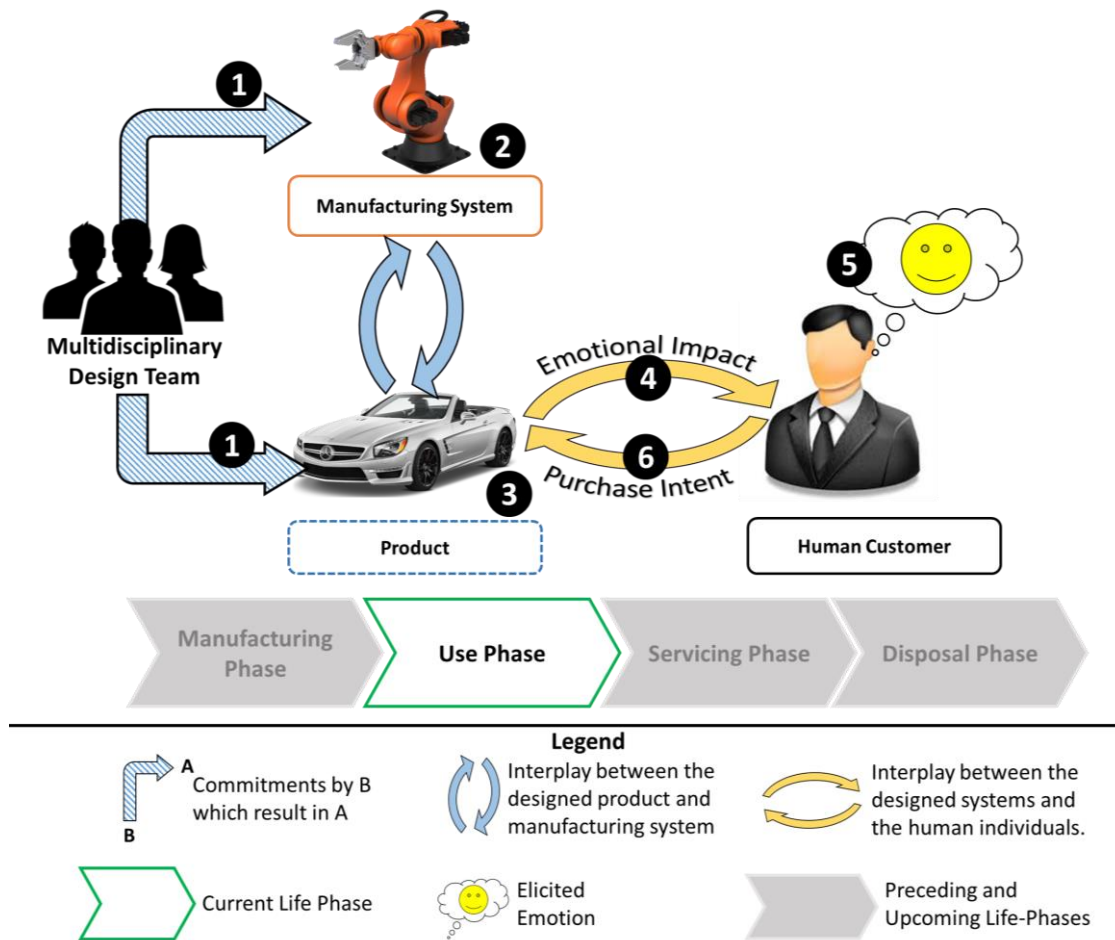 1
2
Manufacturing System
5
Multidisciplinary
Design Team
Emotional Impact
4
1
6
Purchase Intent
3
Product
Human Customer
Manufacturing
Phase
Use Phase
Servicing Phase
Disposal Phase
Legend
A
B
Commitments by B
which result in A
Interplay between the
designed product and
manufacturing system
Interplay between the
designed systems and
the human individuals.
Current Life Phase
Elicited
Emotion
Preceding and
Upcoming Life-Phases